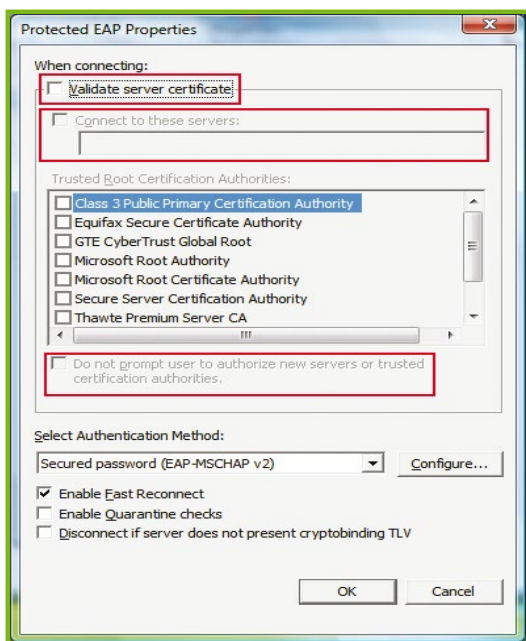 Protected EAP Properties
When connecting:
Validate server certificate
Connect to these servers:
Trusted Root Certification Authorities:
Class 3 Public Primary Certification Authority
Equifax Secure Certificate Authority
GTE CyberTrust Global Root
Microsoft Root Authority
Microsoft Root Certificate Authority
Secure Server Certification Authority
Thawte Premium Server CA
Do not prompt user to authorize new servers or trusted
certification authorities.
Select Authentication Method:
Secured password (EAP-MSCHAP v2) Configure...
Enable Fast Reconnect
Enable Quarantine checks
Disconnect if server does not present cryptobinding TLV
OK Cancel